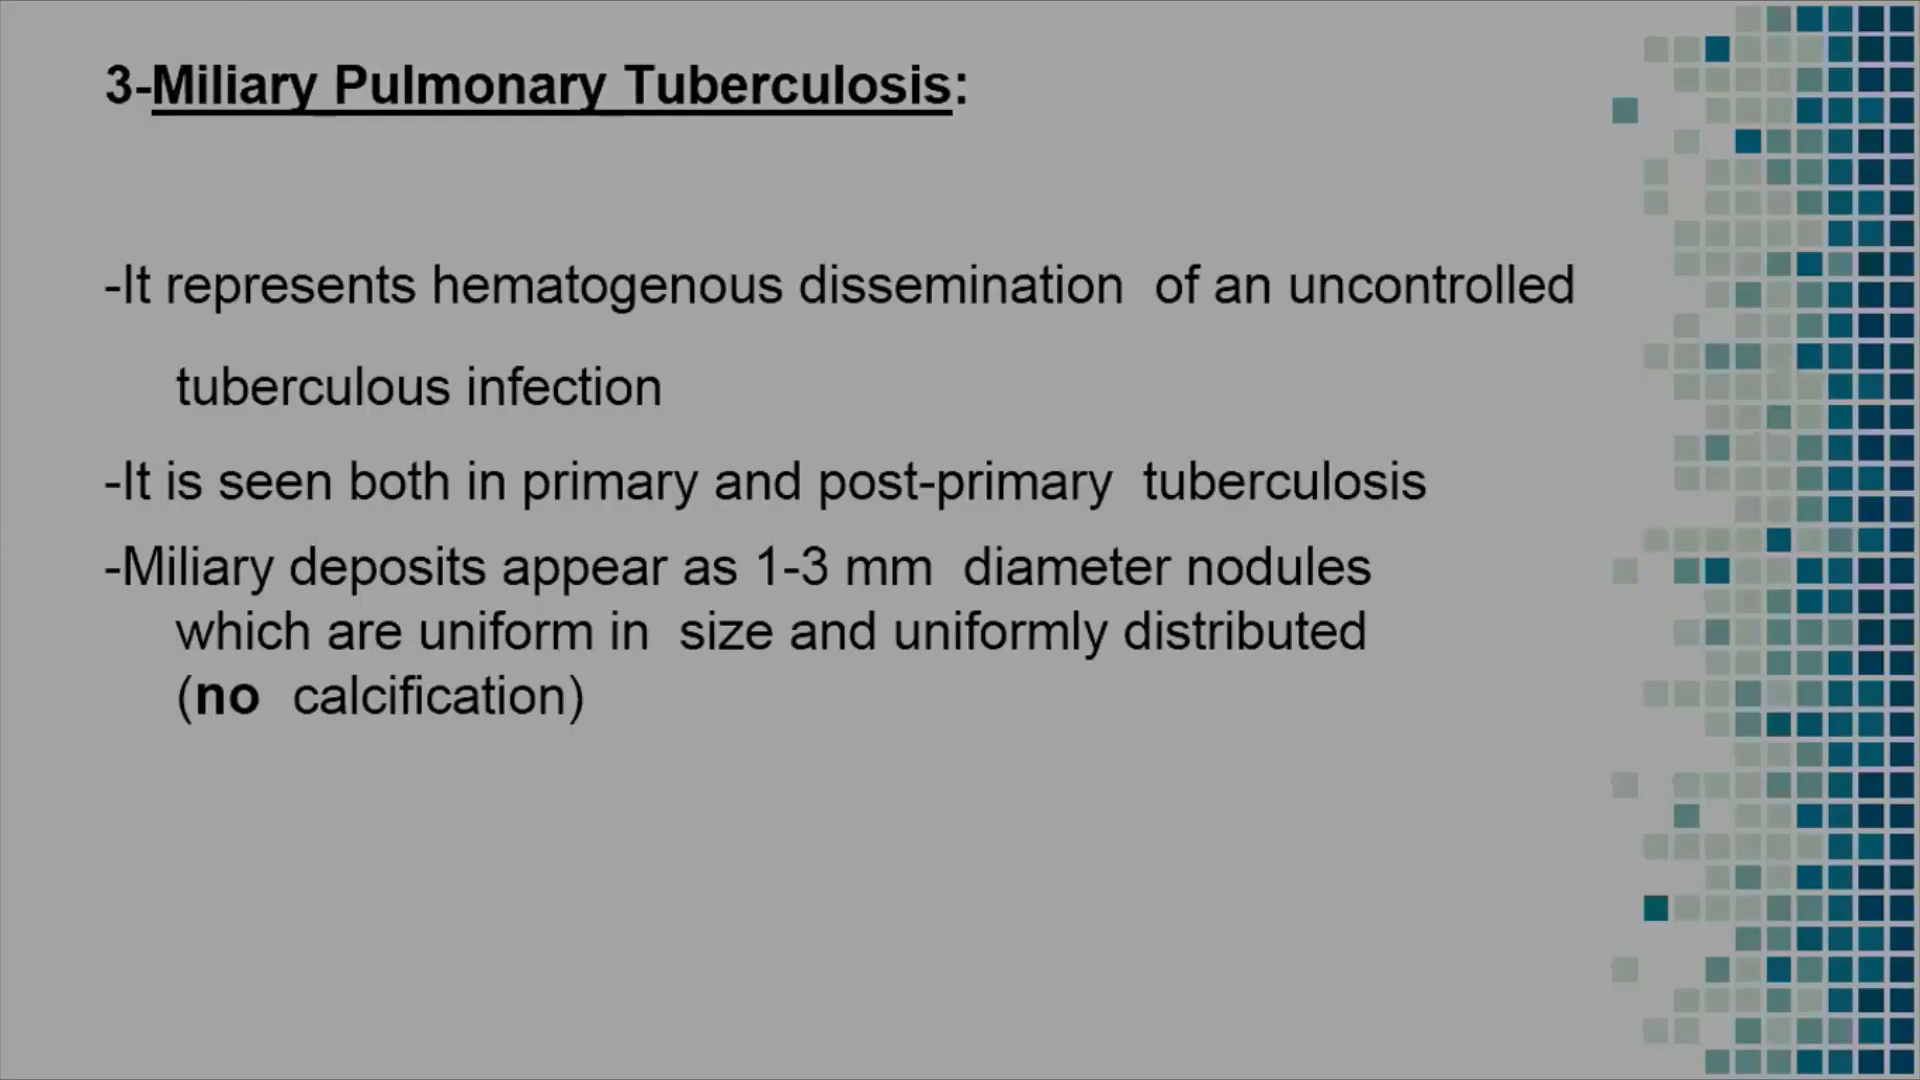 3-Miliary Pulmonary Tuberculosis:
-It represents hematogenous dissemination of an uncontrolled
tuberculous infection
-It is seen both in primary and post-primary tuberculosis
-Miliary deposits appear as 1-3 mm diameter nodules
which are uniform in size and uniformly distributed
(no calcification)